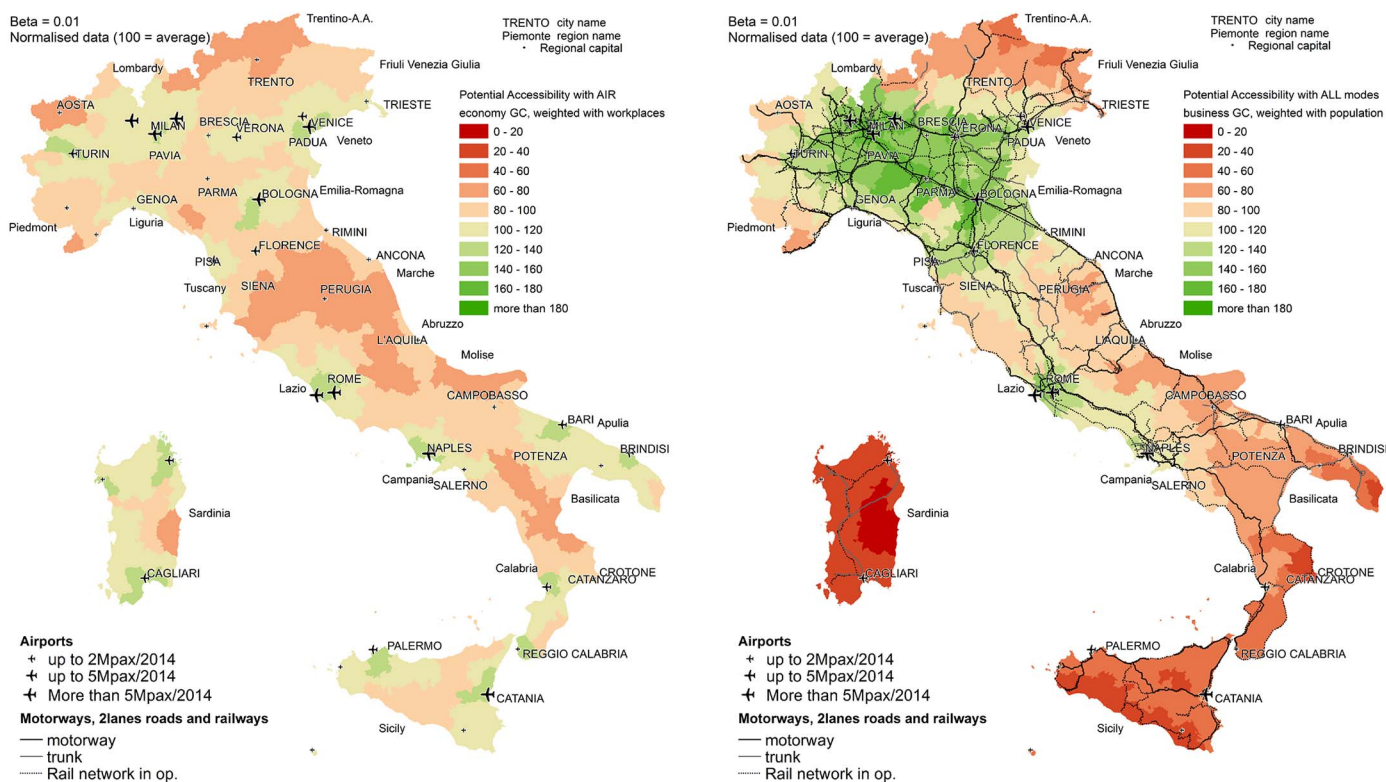 Beta = 0.01
Normalised data (100 = average)
TRENTO city name
Piemonte region name
Regional capital
Trentino-A.A.
Lombardy
Friuli Venezia Giulia
TRENTO
AOSTA
TRIESTE
MILAN
BRESCIA
VERONA
VENICE
PADUA
Veneto
TURIN
PAVIA
PARMA
BOLOGNA
Emilia-Romagna
GENOA
Piedmont
Liguria
RIMINI
FLORENCE
PISA
ANCONA
Marche
Tuscany
SIENA
PERUGIA
Abruzzo
L'AQUILA
Molise
Lazio
ROME
CAMPOBASSO
BARI
Apulia
NAPLES
POTENZA
BRINDISI
Campania
SALERNO
Basilicata
Sardinia
CAGLIARI
Calabria
CROTONE
CATANZARO
PALERMO
REGGIO CALABRIA
CATANIA
Sicily
Potential Accessibility with AIR
economy GC, weighted with workplaces
0 - 20
20 - 40
40 - 60
60 - 80
80 - 100
100 - 120
120 - 140
140 - 160
160 - 180
more than 180
Airports
up to 2Mpax/2014
up to 5Mpax/2014
More than 5Mpax/2014
Motorways, 2lanes roads and railways
motorway
trunk
Rail network in op.
Beta = 0.01
Normalised data (100 = average)
TRENTO city name
Piemonte region name
Regional capital
Trentino-A.A.
Lombardy
Friuli Venezia Giulia
TRENTO
AOSTA
TRIESTE
MILAN
BRESCIA
VERONA
VENICE
PADUA
Veneto
TURIN
PAVIA
PARMA
BOLOGNA
Emilia-Romagna
GENOA
Piedmont
Liguria
RIMINI
FLORENCE
PISA
ANCONA
Marche
Tuscany
SIENA
PERUGIA
Abruzzo
L'AQUILA
Molise
Lazio
ROME
CAMPOBASSO
BARI
Apulia
NAPLES
POTENZA
BRINDISI
Campania
SALERNO
Basilicata
Sardinia
CAGLIARI
Calabria
CROTONE
CATANZARO
PALERMO
REGGIO CALABRIA
CATANIA
Sicily
Potential Accessibility with ALL modes
business GC, weighted with population
0 - 20
20 - 40
40 - 60
60 - 80
80 - 100
100 - 120
120 - 140
140 - 160
160 - 180
more than 180
Airports
up to 2Mpax/2014
up to 5Mpax/2014
More than 5Mpax/2014
Motorways, 2lanes roads and railways
motorway
trunk
Rail network in op.